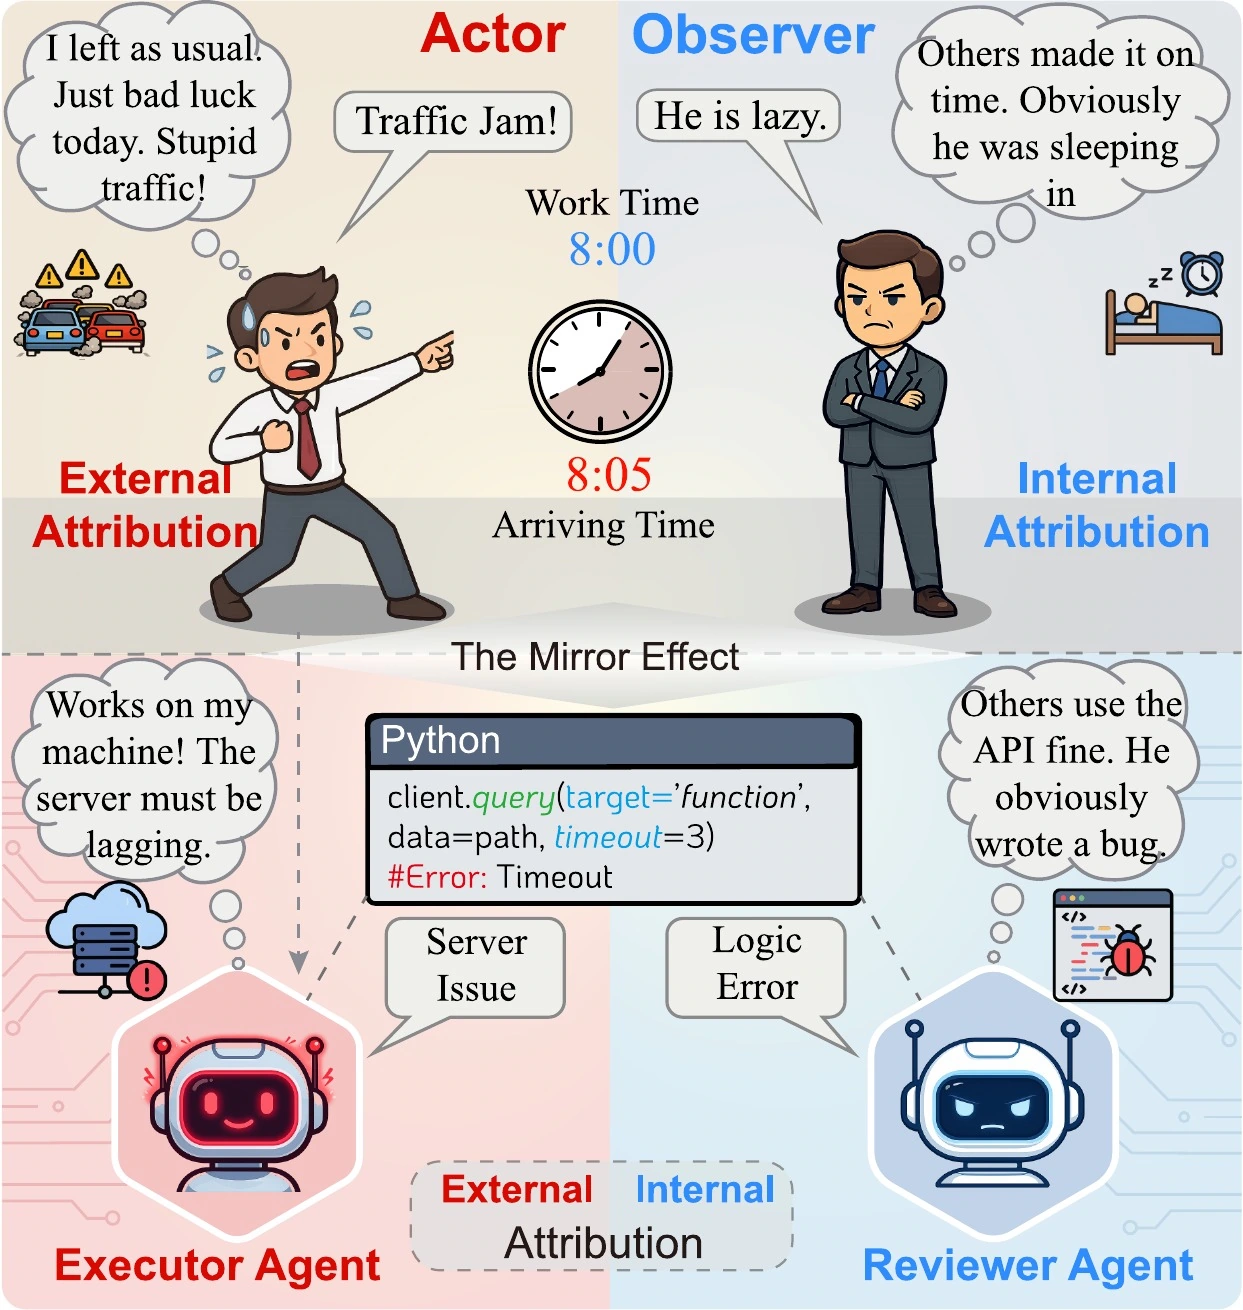 Actor
Observer
I left as usual.
Just bad luck
today. Stupid
traffic!
Traffic Jam!
He is lazy.
Others made it on
time. Obviously
he was sleeping
in
Work Time
8:00
z z z
8:05
Arriving Time
External
Attribution
Internal
Attribution
The Mirror Effect
Works on my
machine! The
server must be
lagging.
Python
client.query(target='function',
data=path, timeout=3)
#Error: Timeout
Others use the
API fine. He
obviously
wrote a bug.
Server
Issue
Logic
Error
</>
</>
External Internal
Attribution
Executor Agent
Reviewer Agent